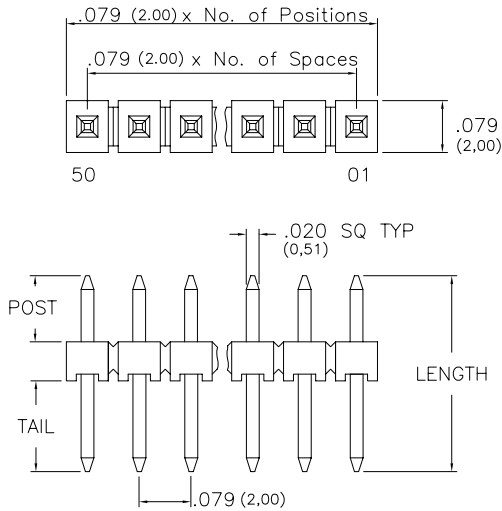 .079 (2.00) x No. of Positions
.079 (2.00) x No. of Spaces
.079
(2,00)
50
01
.020 SQ TYP
(0,51)
POST
LENGTH
TAIL
.079 (2,00)